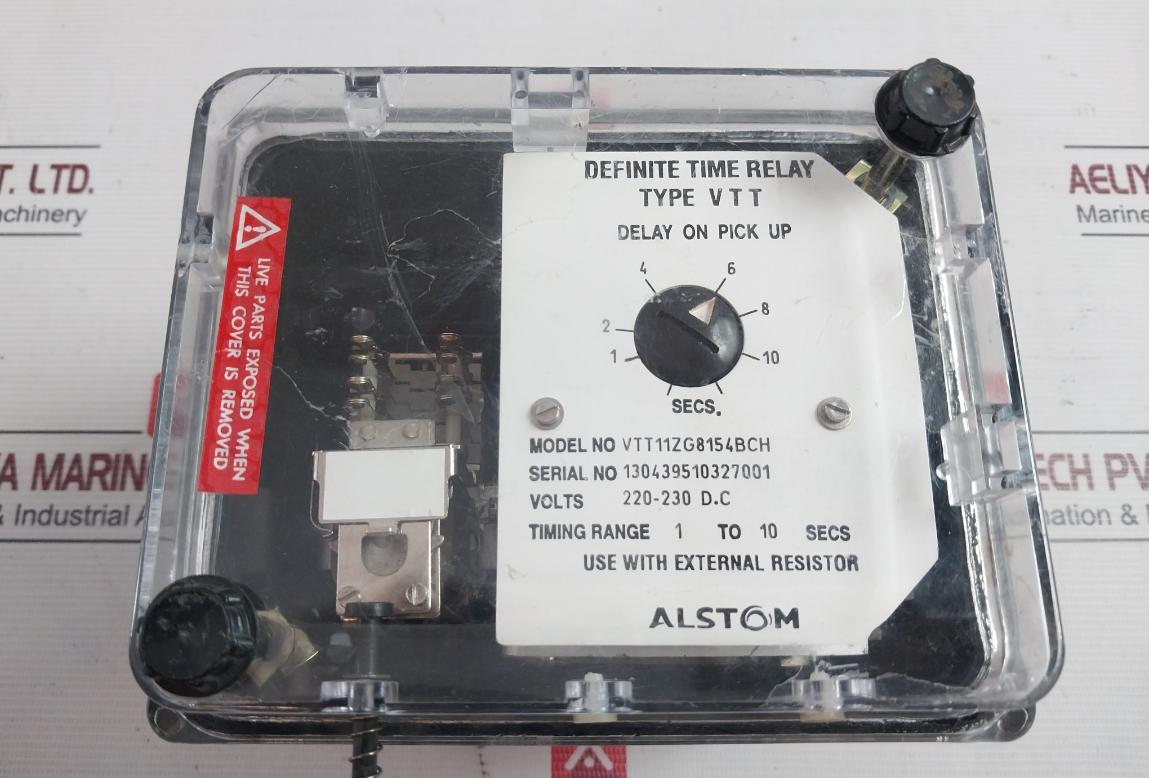 DEFINITE TIME RELAY
TYPE VTT
DELAY ON PICK UP
4 6
2 8
1 10
SECS.
MODEL NO VTT11ZG8154BCH
SERIAL NO 130439510327001
VOLTS 220-230 D.C
TIMING RANGE 1 TO 10 SECS
USE WITH EXTERNAL RESISTOR
ALSTOM
LIVE PARTS EXPOSED WHEN
THIS COVER IS REMOVED
T. LTD.
achinery
AELIY
Marine
YA MARIN
& Industrial A
ECH PV
nation &